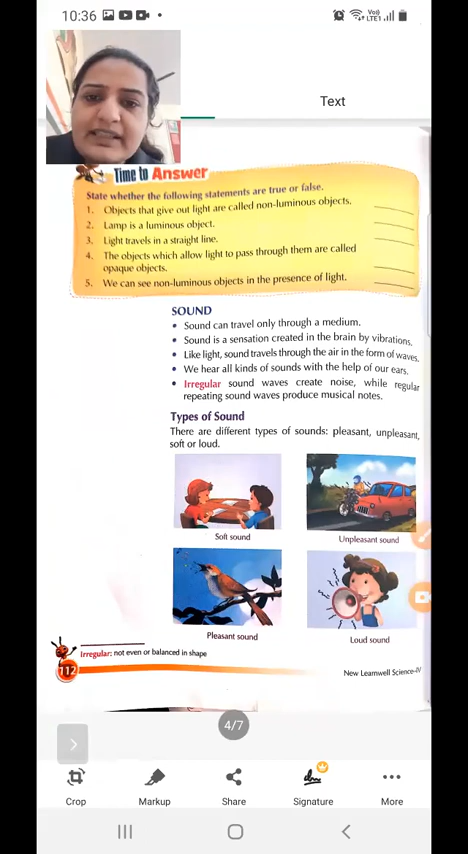 10:36
Vo))
LTE1
Text
Time to Answer
State whether the following statements are true or false.
1. Objects that give out light are called non-luminous objects.
2. Lamp is a luminous object.
3. Light travels in a straight line.
4. The objects which allow light to pass through them are called
opaque objects.
5. We can see non-luminous objects in the presence of light.
SOUND
• Sound can travel only through a medium.
• Sound is a sensation created in the brain by vibrations.
• Like light, sound travels through the air in the form of waves.
• We hear all kinds of sounds with the help of our ears.
• Irregular sound waves create noise, while regular
repeating sound waves produce musical notes.
Types of Sound
There are different types of sounds: pleasant, unpleasant,
soft or loud.
Soft sound
Unpleasant sound
Pleasant sound
Loud sound
Irregular: not even or balanced in shape
112
New Learnwell Science-IV
4/7
Crop
Markup
Share
Signature
More